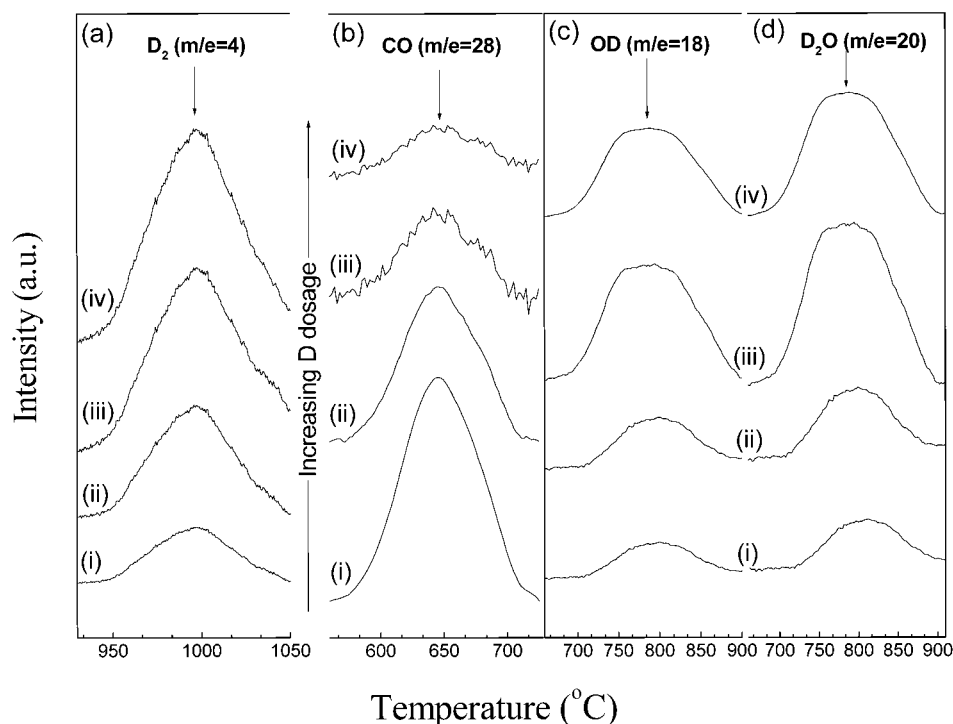 (a)
D₂ (m/e=4)
(iv)
(iii)
(ii)
(i)
Increasing D dosage
(b)
CO (m/e=28)
(iv)
(iii)
(ii)
(i)
(c)
OD (m/e=18)
(d)
D₂O (m/e=20)
(iv)
(iii)
(ii)
(i)
Intensity (a.u.)
950 1000 1050
600 650 700
700 750 800 850 900
700 750 800 850 900
Temperature (°C)